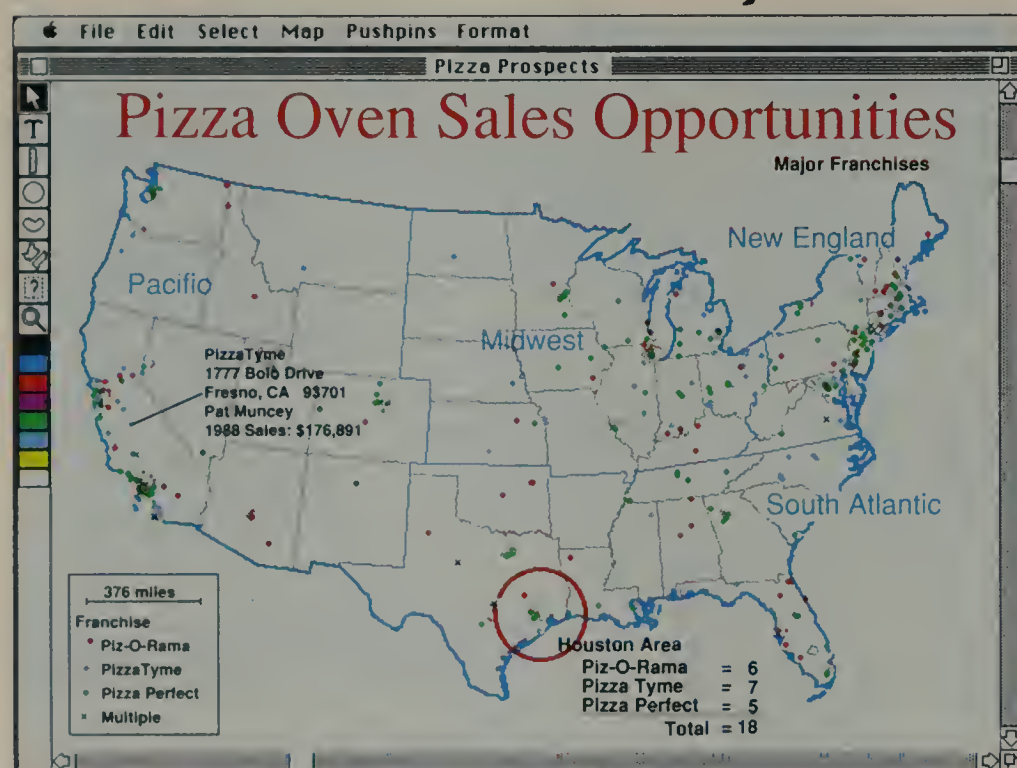 File Edit Select Map Pushpins Format
Pizza Prospects
T
?
Pizza Oven Sales Opportunities
Major Franchises
New England
Pacific
Midwest
PizzaTyme
1777 Bolo Drive
Fresno, CA 93701
Pat Muncey
1988 Sales: $176,891
South Atlantic
376 miles
Franchise
Piz-O-Rama
PizzaTyme
Pizza Perfect
× Multiple
Houston Area
Piz-O-Rama = 6
Pizza Tyme = 7
Pizza Perfect = 5
Total = 18